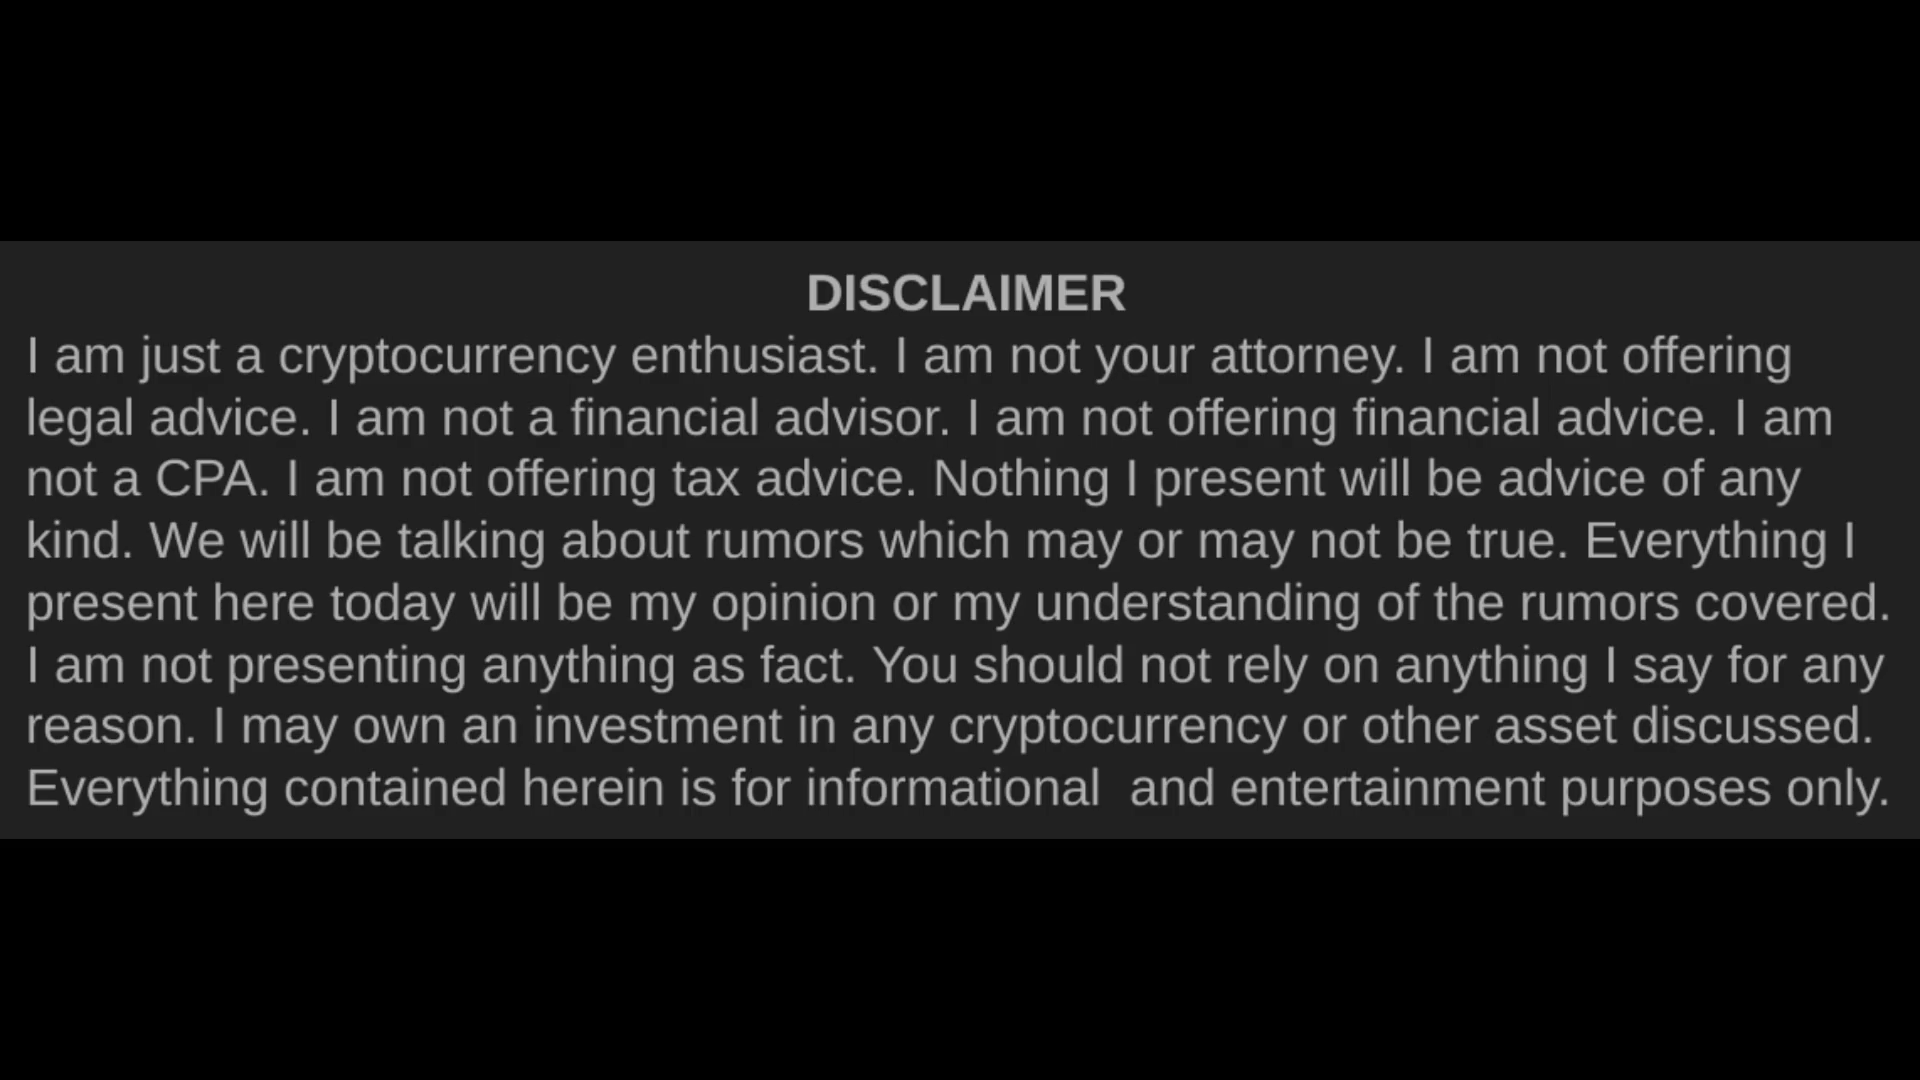 DISCLAIMER
I am just a cryptocurrency enthusiast. I am not your attorney. I am not offering
legal advice. I am not a financial advisor. I am not offering financial advice. I am
not a CPA. I am not offering tax advice. Nothing I present will be advice of any
kind. We will be talking about rumors which may or may not be true. Everything I
present here today will be my opinion or my understanding of the rumors covered.
I am not presenting anything as fact. You should not rely on anything I say for any
reason. I may own an investment in any cryptocurrency or other asset discussed.
Everything contained herein is for informational  and entertainment purposes only.